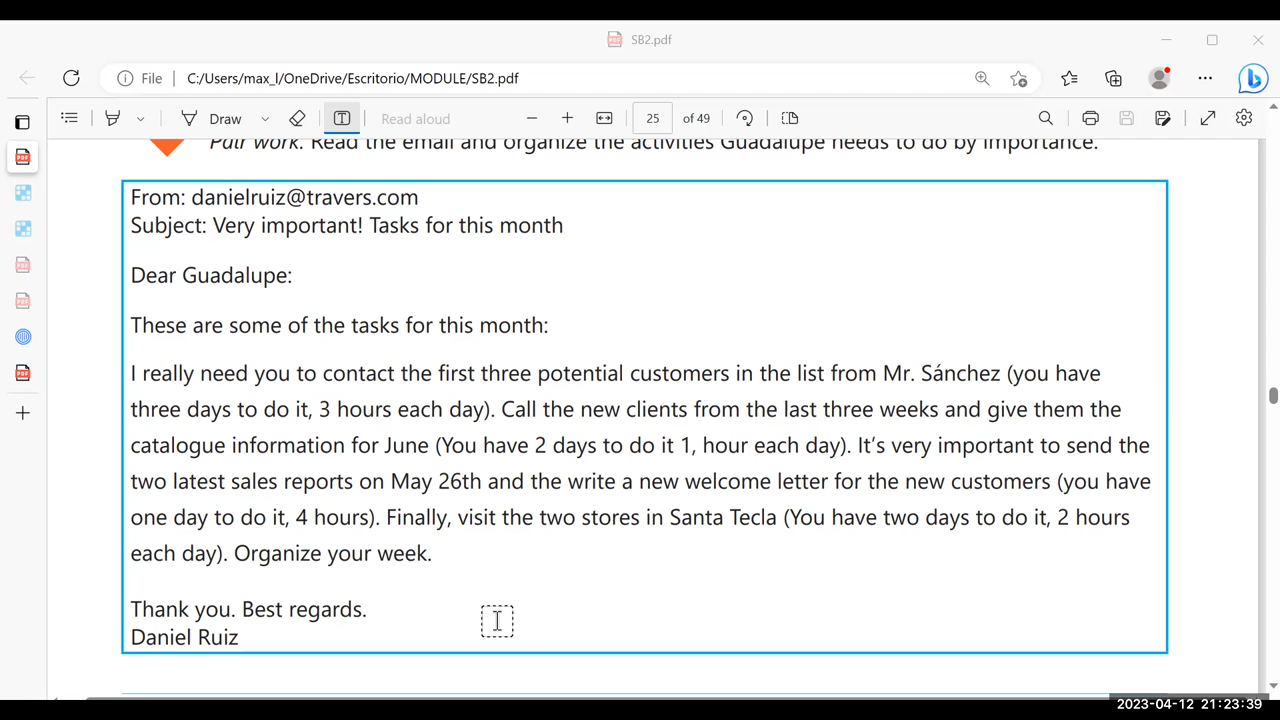 SB2.pdf
File C:/Users/max_l/OneDrive/Escritorio/MODULE/SB2.pdf
Draw Read aloud 25 of 49
Pair work. Read the email and organize the activities Guadalupe needs to do by importance.
From: danielruiz@travers.com
Subject: Very important! Tasks for this month
Dear Guadalupe:
These are some of the tasks for this month:
I really need you to contact the first three potential customers in the list from Mr. Sánchez (you have
three days to do it, 3 hours each day). Call the new clients from the last three weeks and give them the
catalogue information for June (You have 2 days to do it 1, hour each day). It’s very important to send the
two latest sales reports on May 26th and the write a new welcome letter for the new customers (you have
one day to do it, 4 hours). Finally, visit the two stores in Santa Tecla (You have two days to do it, 2 hours
each day). Organize your week.
Thank you. Best regards.
Daniel Ruiz
2023-04-12 21:23:39